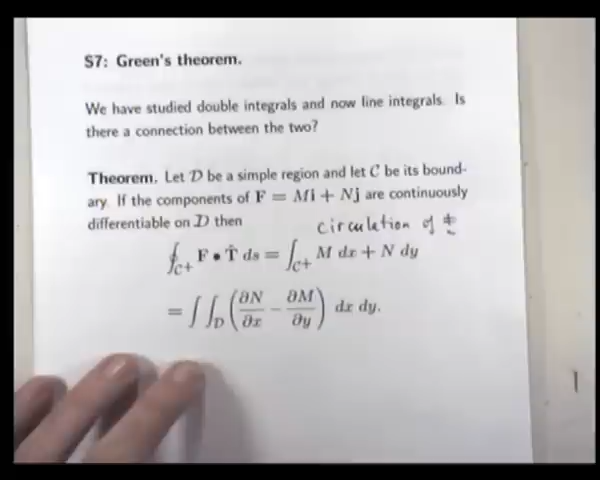 S7: Green's theorem.
We have studied double integrals and now line integrals. Is
there a connection between the two?
Theorem. Let D be a simple region and let C be its bound-
ary. If the components of F = Mi + Nj are continuously
differentiable on D then
circulation of F
∮_{C+} F • T̂ ds = ∫_{C+} M dx + N dy
= ∫∫_D (∂N/∂x − ∂M/∂y) dx dy.